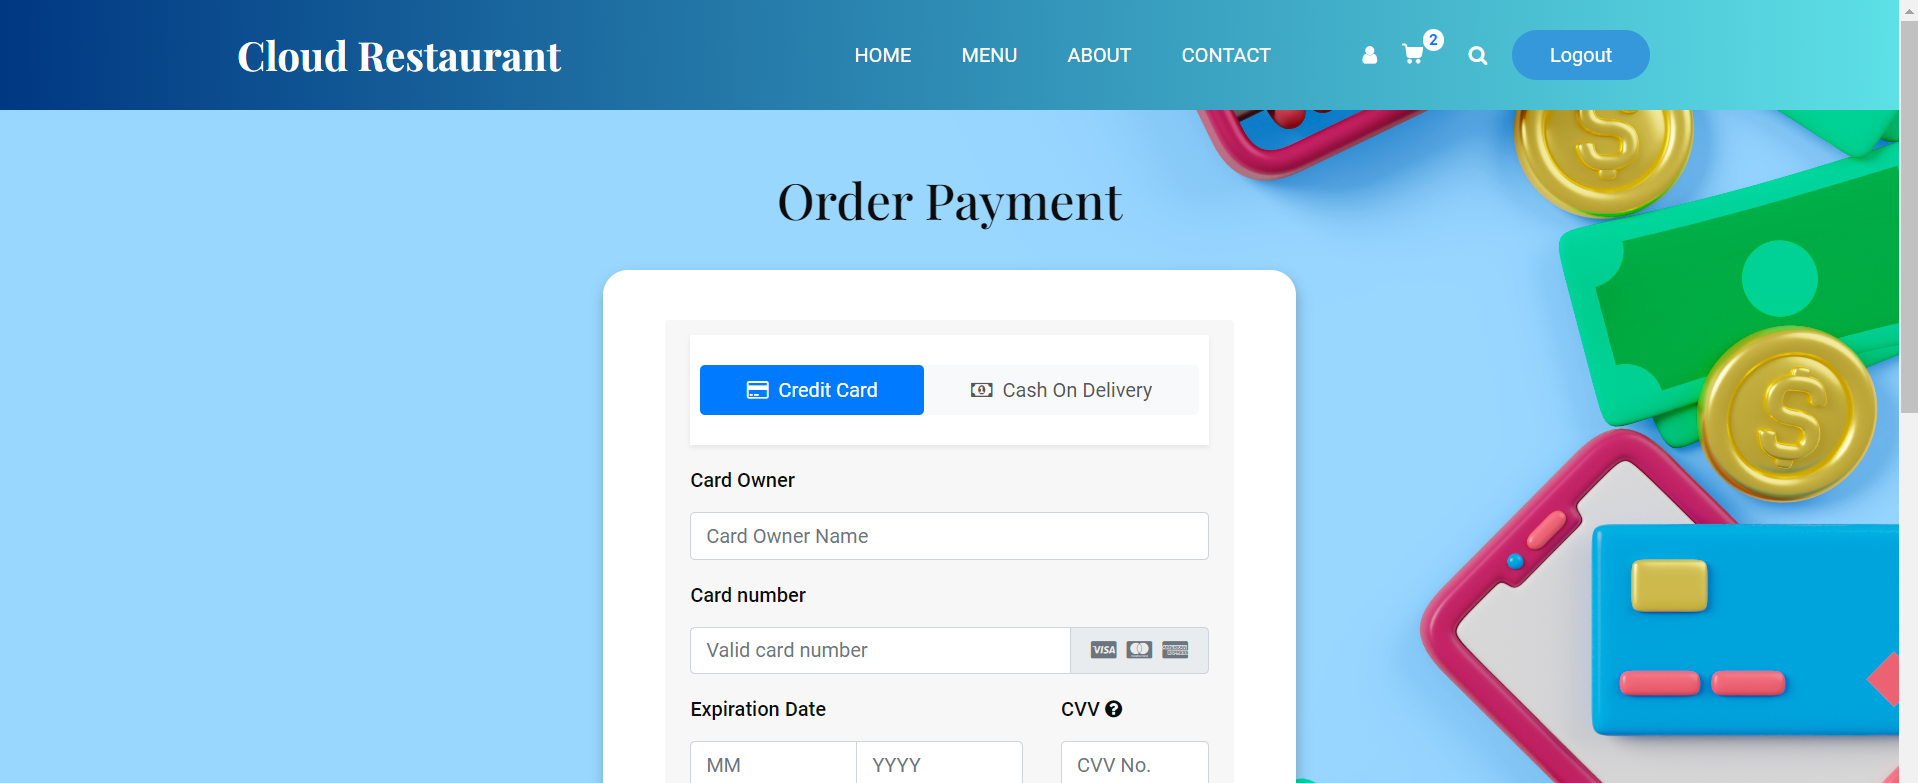 Cloud Restaurant
HOME MENU ABOUT CONTACT 2 Logout
Order Payment
Credit Card Cash On Delivery
Card Owner
Card Owner Name
Card number
Valid card number VISA
Expiration Date CVV ?
MM YYYY CVV No.